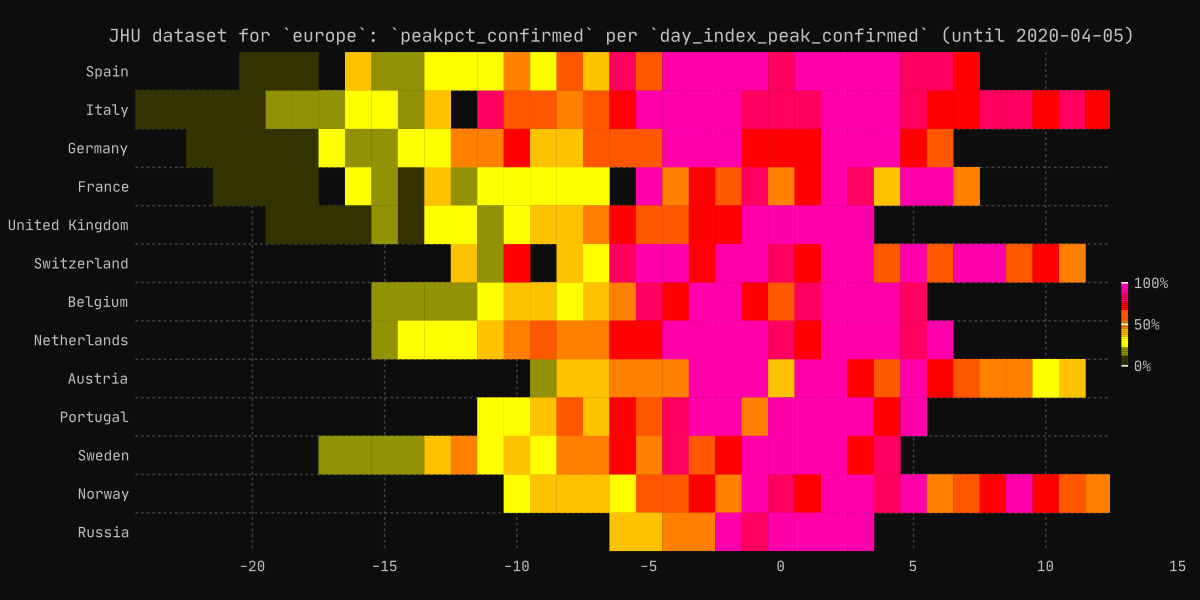 JHU dataset for `europe`: `peakpct_confirmed` per `day_index_peak_confirmed` (until 2020-04-05)
Spain
Italy
Germany
France
United Kingdom
Switzerland
Belgium
Netherlands
Austria
Portugal
Sweden
Norway
Russia
100%
50%
0%
−20 −15 −10 −5 0 5 10 15